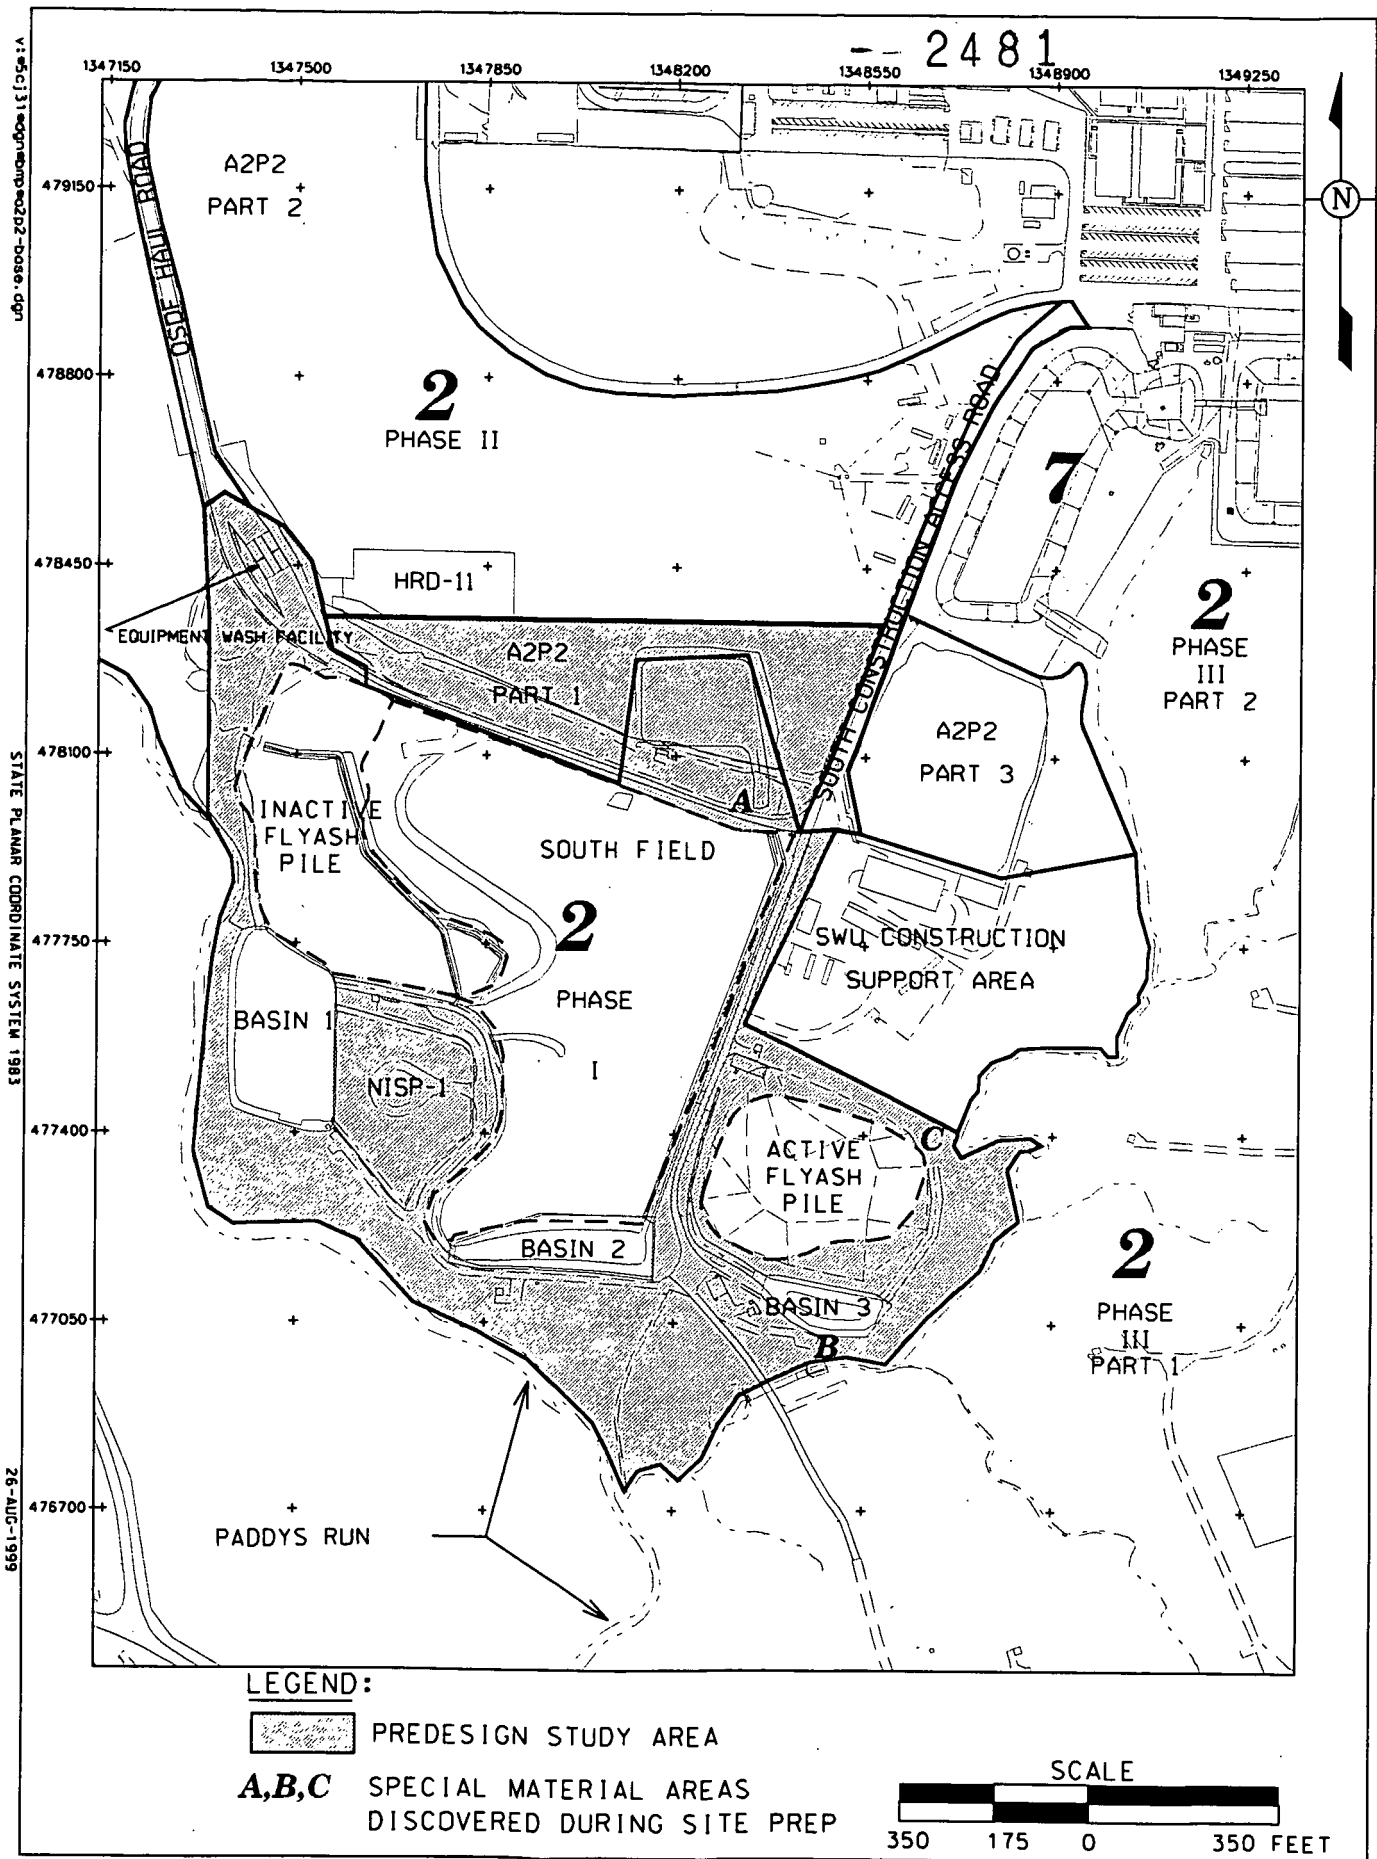 - - 2481
1347150 1347500 1347850 1348200 1348550 1348900 1349250
479150
478800
478450
478100
477750
477400
477050
476700
N
A2P2
PART 2
OSDF HAUL ROAD
2
PHASE II
SOUTH CONSTRUCTION ACCESS ROAD
7
HRD-11
EQUIPMENT WASH FACILITY
A2P2
PART 1
2
PHASE
III
PART 2
A2P2
PART 3
A
INACTIVE
FLYASH
PILE
SOUTH FIELD
2
PHASE
I
SWU CONSTRUCTION
SUPPORT AREA
BASIN 1
NISP-1
C
ACTIVE
FLYASH
PILE
BASIN 2
BASIN 3
B
2
PHASE
III
PART 1
PADDYS RUN
STATE PLANAR COORDINATE SYSTEM 1983
26-AUG-1999
LEGEND:
PREDESIGN STUDY AREA
A,B,C SPECIAL MATERIAL AREAS
DISCOVERED DURING SITE PREP
SCALE
350 175 0 350 FEET